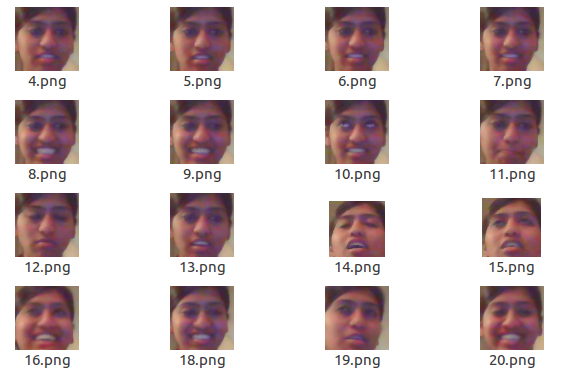 4.png 5.png 6.png 7.png
8.png 9.png 10.png 11.png
12.png 13.png 14.png 15.png
16.png 18.png 19.png 20.png